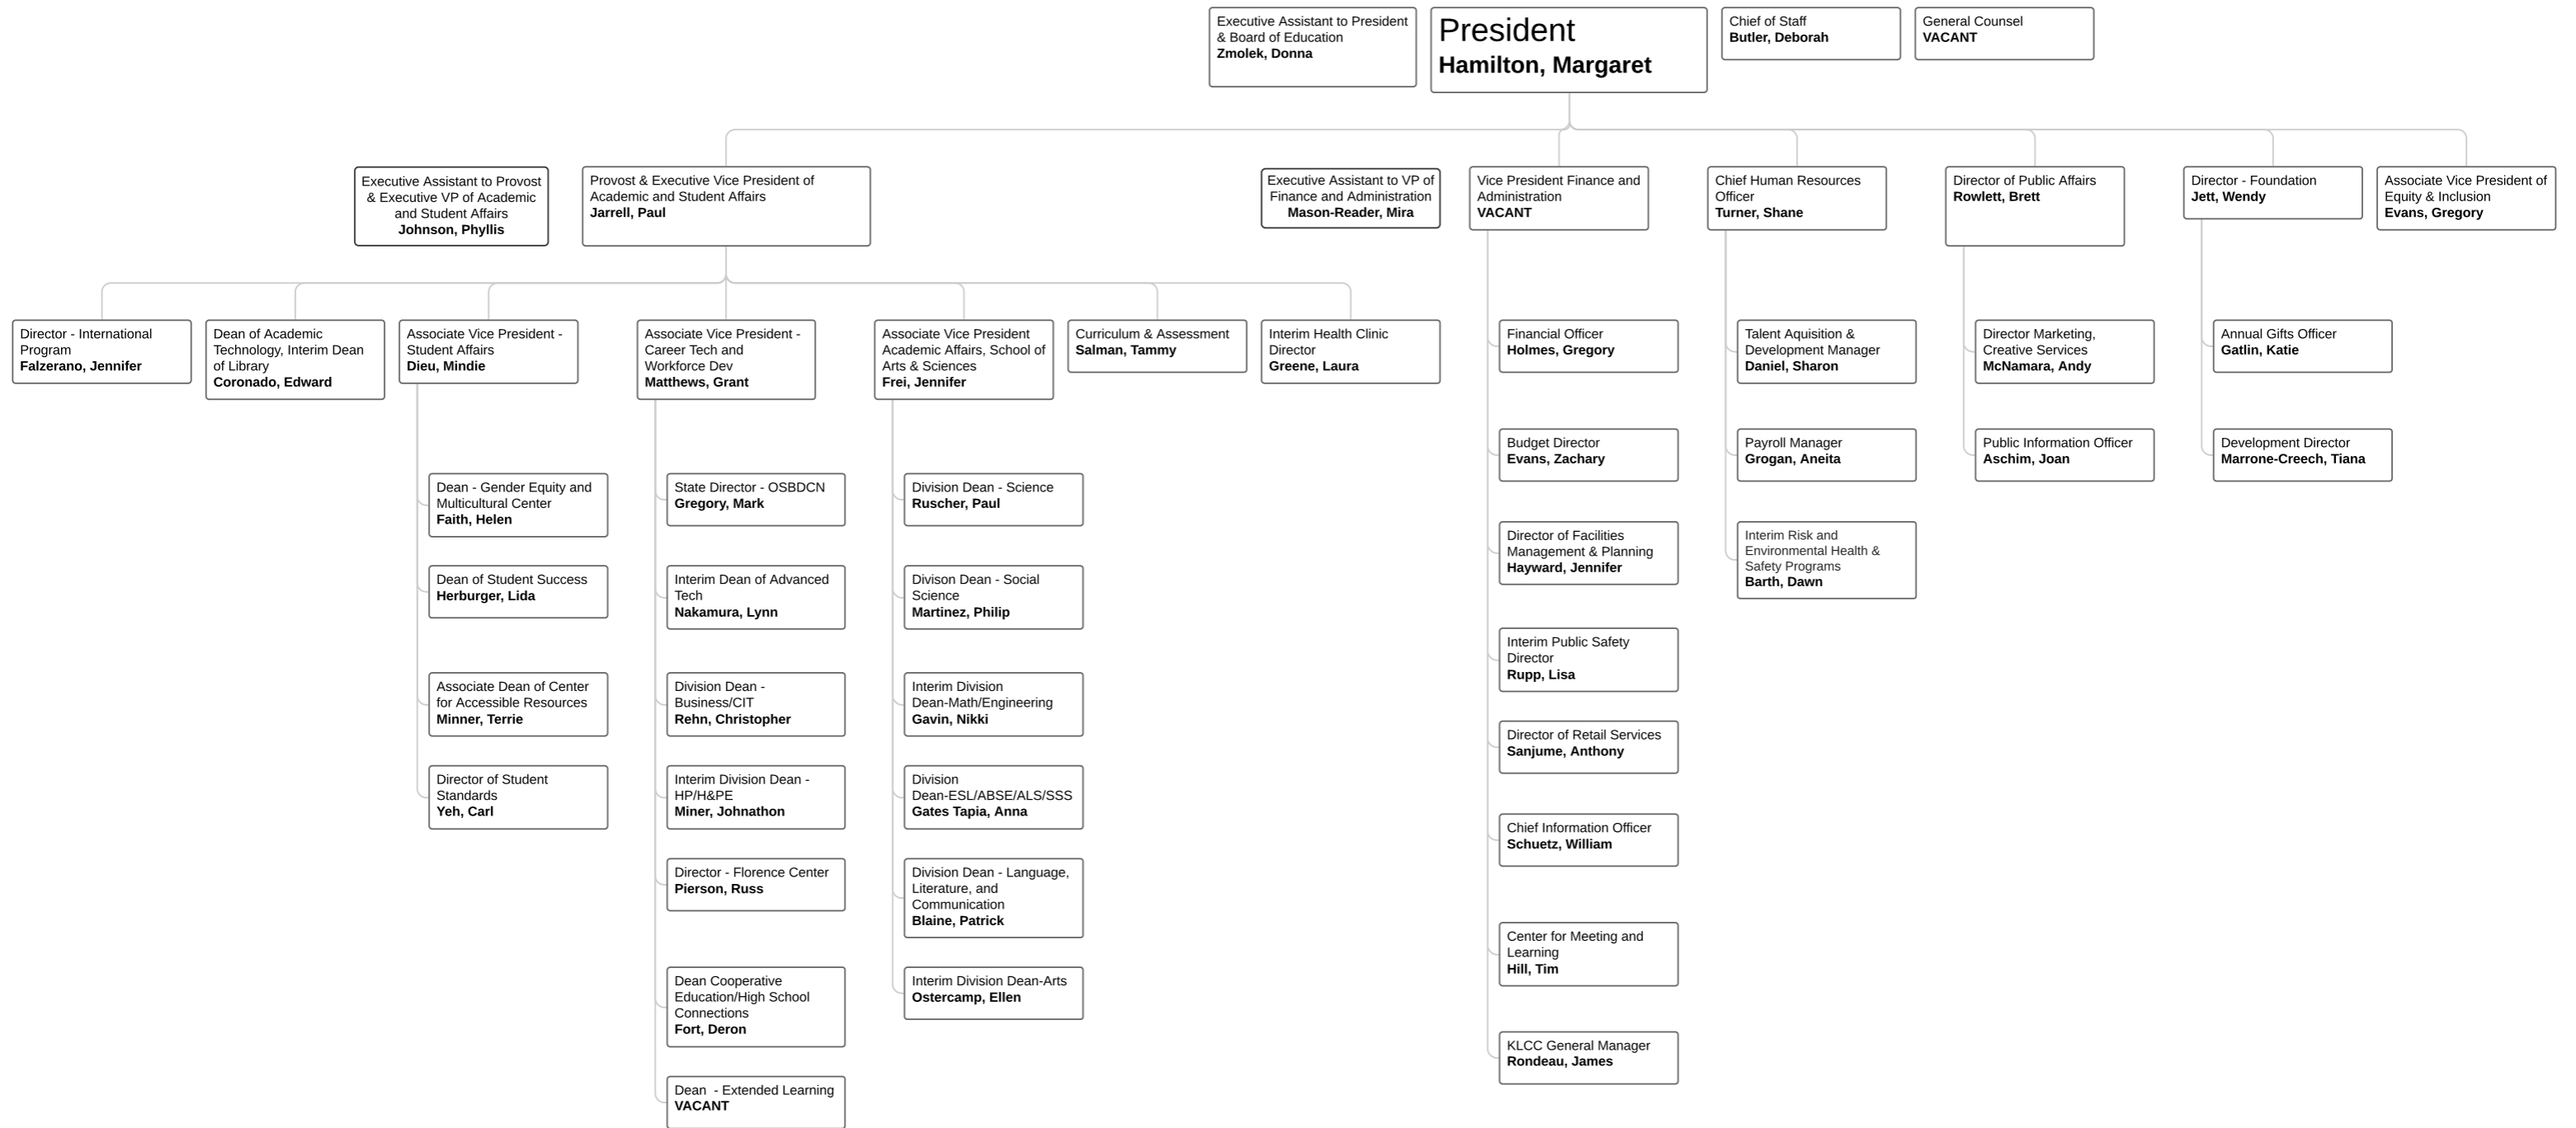 Executive Assistant to President
& Board of Education
Zmolek, Donna
President
Hamilton, Margaret
Chief of Staff
Butler, Deborah
General Counsel
VACANT
Executive Assistant to Provost
& Executive VP of Academic
and Student Affairs
Johnson, Phyllis
Provost & Executive Vice President of
Academic and Student Affairs
Jarrell, Paul
Executive Assistant to VP of
Finance and Administration
Mason-Reader, Mira
Vice President Finance and
Administration
VACANT
Chief Human Resources
Officer
Turner, Shane
Director of Public Affairs
Rowlett, Brett
Director - Foundation
Jett, Wendy
Associate Vice President of
Equity & Inclusion
Evans, Gregory
Director - International
Program
Falzerano, Jennifer
Dean of Academic
Technology, Interim Dean
of Library
Coronado, Edward
Associate Vice President -
Student Affairs
Dieu, Mindie
Associate Vice President -
Career Tech and
Workforce Dev
Matthews, Grant
Associate Vice President
Academic Affairs, School of
Arts & Sciences
Frei, Jennifer
Curriculum & Assessment
Salman, Tammy
Interim Health Clinic
Director
Greene, Laura
Financial Officer
Holmes, Gregory
Talent Aquisition &
Development Manager
Daniel, Sharon
Director Marketing,
Creative Services
McNamara, Andy
Annual Gifts Officer
Gatlin, Katie
Budget Director
Evans, Zachary
Payroll Manager
Grogan, Aneita
Public Information Officer
Aschim, Joan
Development Director
Marrone-Creech, Tiana
Dean - Gender Equity and
Multicultural Center
Faith, Helen
State Director - OSBDCN
Gregory, Mark
Division Dean - Science
Ruscher, Paul
Director of Facilities
Management & Planning
Hayward, Jennifer
Interim Risk and
Environmental Health &
Safety Programs
Barth, Dawn
Dean of Student Success
Herburger, Lida
Interim Dean of Advanced
Tech
Nakamura, Lynn
Divison Dean - Social
Science
Martinez, Philip
Interim Public Safety
Director
Rupp, Lisa
Associate Dean of Center
for Accessible Resources
Minner, Terrie
Division Dean -
Business/CIT
Rehn, Christopher
Interim Division
Dean-Math/Engineering
Gavin, Nikki
Director of Retail Services
Sanjume, Anthony
Director of Student
Standards
Yeh, Carl
Interim Division Dean -
HP/H&PE
Miner, Johnathon
Division
Dean-ESL/ABSE/ALS/SSS
Gates Tapia, Anna
Chief Information Officer
Schuetz, William
Director - Florence Center
Pierson, Russ
Division Dean - Language,
Literature, and
Communication
Blaine, Patrick
Center for Meeting and
Learning
Hill, Tim
Dean Cooperative
Education/High School
Connections
Fort, Deron
Interim Division Dean-Arts
Ostercamp, Ellen
KLCC General Manager
Rondeau, James
Dean - Extended Learning
VACANT